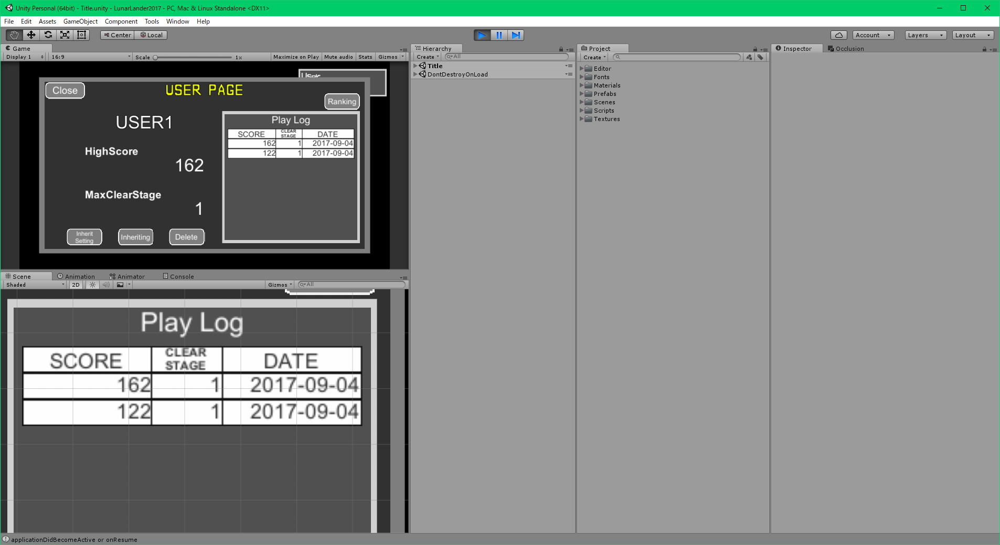 Unity Personal (64bit) - Title.unity - LunarLander2017 - PC, Mac & Linux Standalone <DX11>
File Edit Assets GameObject Component Tools Window Help
Center Local Account Layers Layout
Game
Display 1 16:9 Scale 1x Maximize on Play Mute audio Stats Gizmos
User
Close
USER PAGE
Ranking
USER1
HighScore
162
MaxClearStage
1
Inherit
Setting
Inheriting
Delete
Play Log
SCORE CLEAR STAGE DATE
162 1 2017-09-04
122 1 2017-09-04
Scene Animation Animator Console
Shaded 2D Gizmos All
Play Log
SCORE CLEAR STAGE DATE
162 1 2017-09-04
122 1 2017-09-04
Hierarchy
Create All
Title
DontDestroyOnLoad
Project
Create
Editor
Fonts
Materials
Prefabs
Scenes
Scripts
Textures
Inspector Occlusion
applicationDidBecomeActive or onResume